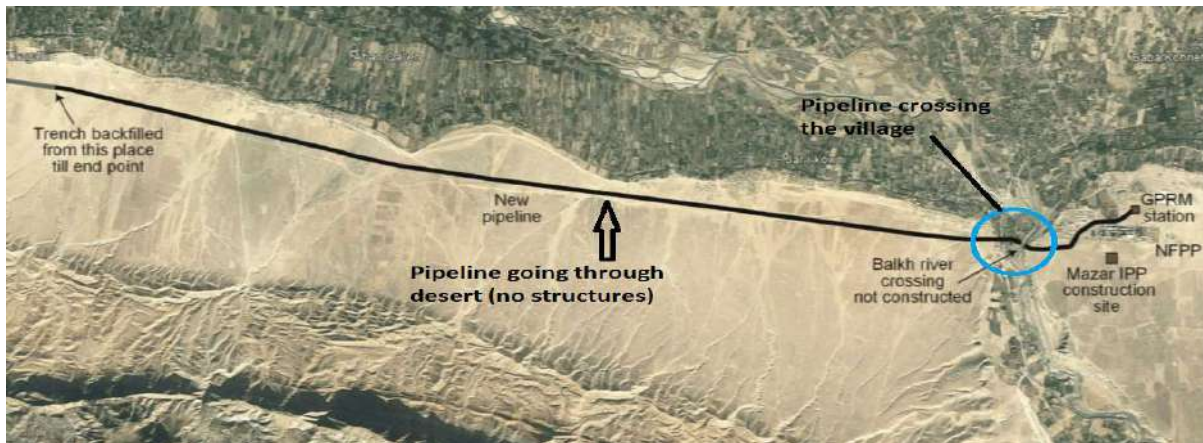 Pipeline crossing
the village
Trench backfilled
from this place
till end point
New
pipeline
GPRM
station
NFPP
Pipeline going through
desert (no structures)
Balkh river
crossing
not constructed
Mazar IPP
construction
site